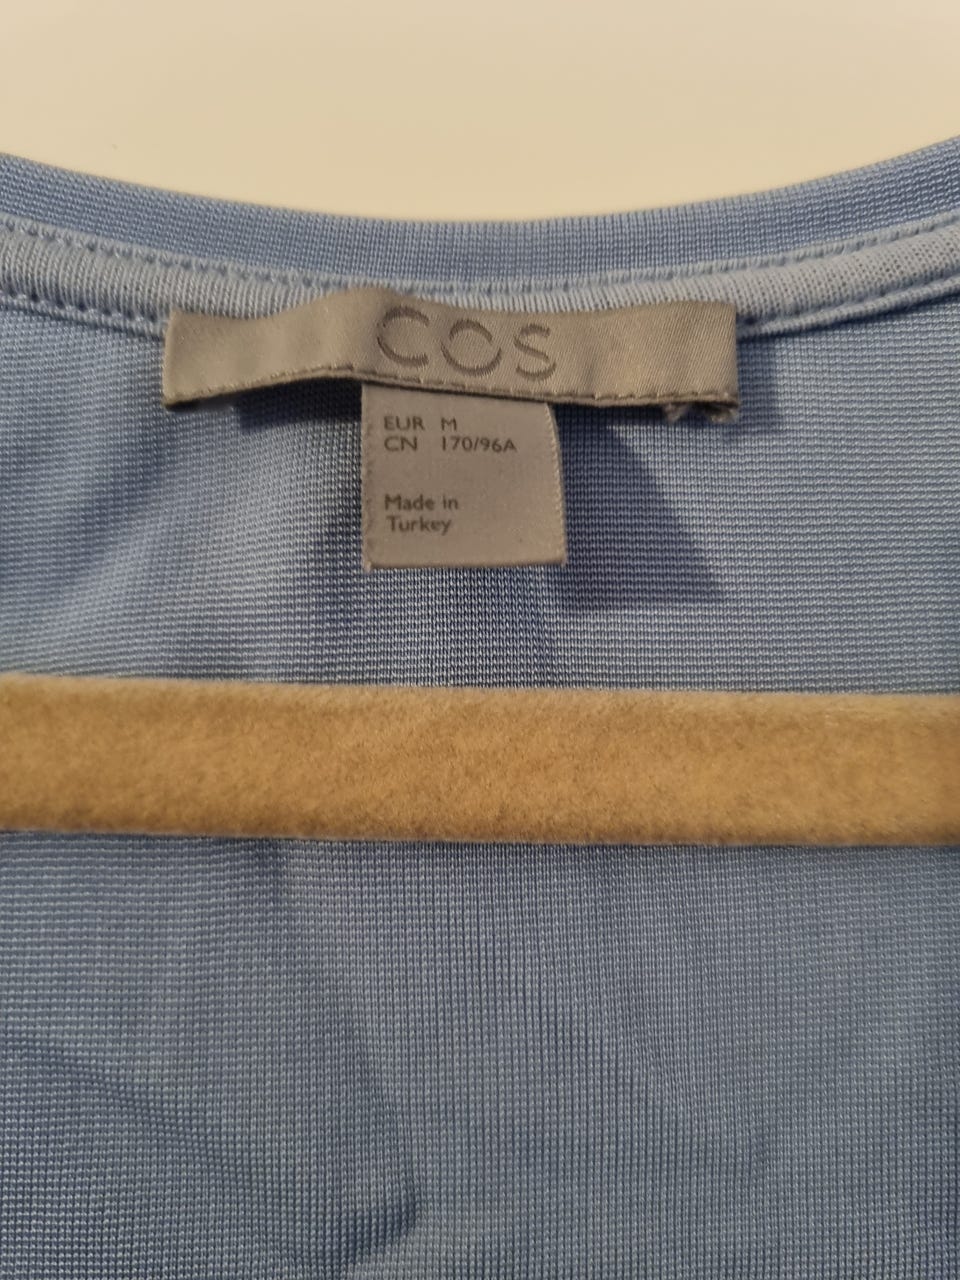 COS
EUR M
CN 170/96A
Made in
Turkey